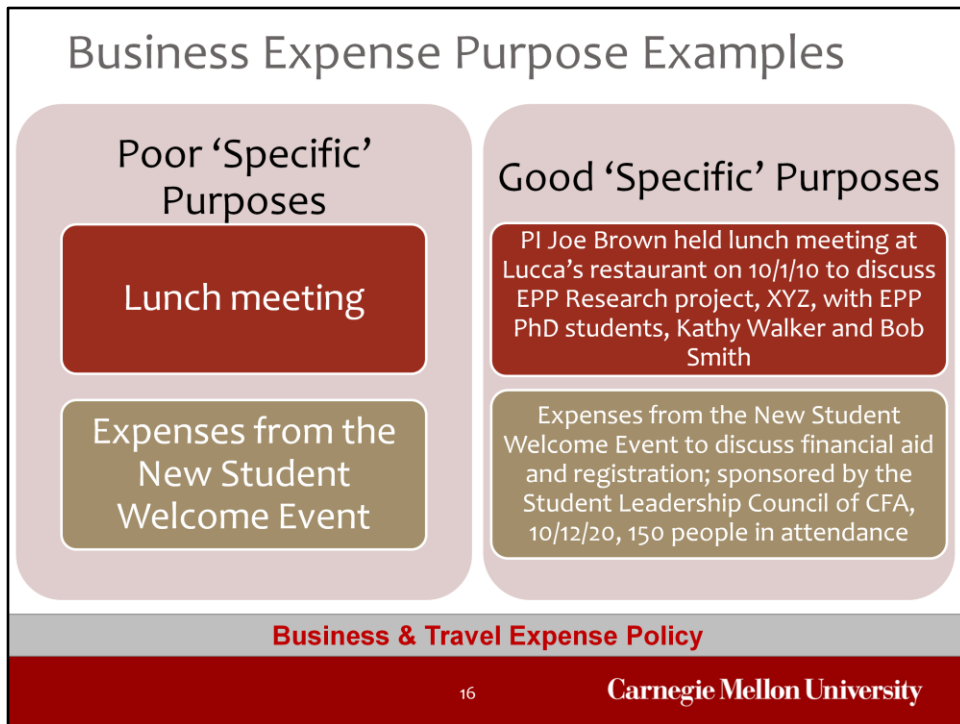 Business Expense Purpose Examples
Poor ‘Specific’
Purposes
Lunch meeting
Expenses from the
New Student
Welcome Event
Good ‘Specific’ Purposes
PI Joe Brown held lunch meeting at
Lucca’s restaurant on 10/1/10 to discuss
EPP Research project, XYZ, with EPP
PhD students, Kathy Walker and Bob
Smith
Expenses from the New Student
Welcome Event to discuss financial aid
and registration; sponsored by the
Student Leadership Council of CFA,
10/12/20, 150 people in attendance
Business & Travel Expense Policy
16
Carnegie Mellon University